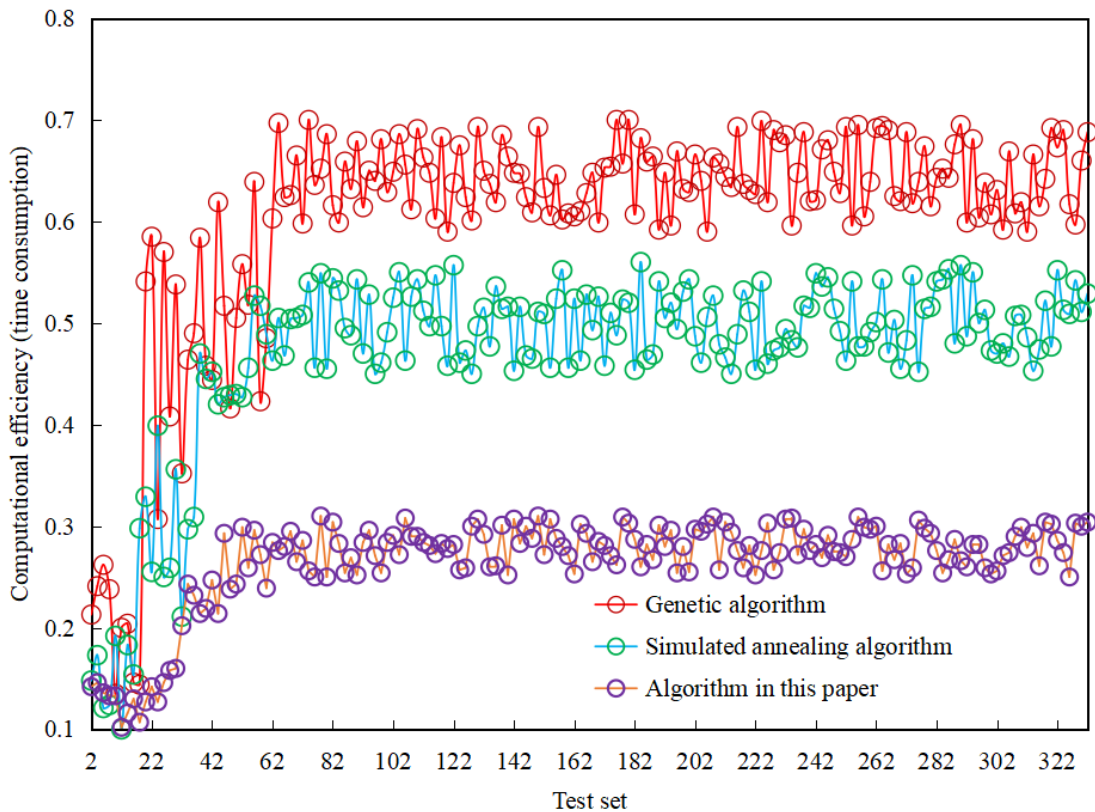 Computational efficiency (time consumption)
0.8
0.7
0.6
0.5
0.4
0.3
0.2
0.1
Genetic algorithm
Simulated annealing algorithm
Algorithm in this paper
2 22 42 62 82 102 122 142 162 182 202 222 242 262 282 302 322
Test set